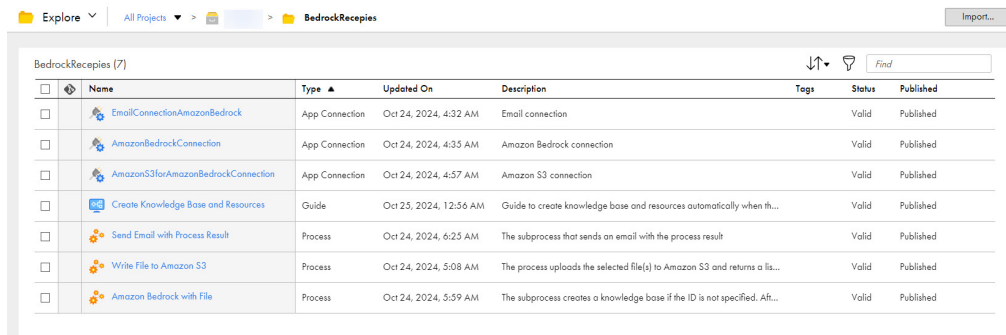 Explore All Projects > > BedrockRecepies Import...
BedrockRecepies (7) Find
Name Type Updated On Description Tags Status Published
EmailConnectionAmazonBedrock App Connection Oct 24, 2024, 4:32 AM Email connection Valid Published
AmazonBedrockConnection App Connection Oct 24, 2024, 4:35 AM Amazon Bedrock connection Valid Published
AmazonS3forAmazonBedrockConnection App Connection Oct 24, 2024, 4:57 AM Amazon S3 connection Valid Published
Create Knowledge Base and Resources Guide Oct 25, 2024, 12:56 AM Guide to create knowledge base and resources automatically when th... Valid Published
Send Email with Process Result Process Oct 24, 2024, 6:25 AM The subprocess that sends an email with the process result Valid Published
Write File to Amazon S3 Process Oct 24, 2024, 5:08 AM The process uploads the selected file(s) to Amazon S3 and returns a lis... Valid Published
Amazon Bedrock with File Process Oct 24, 2024, 5:59 AM The subprocess creates a knowledge base if the ID is not specified. Aft... Valid Published